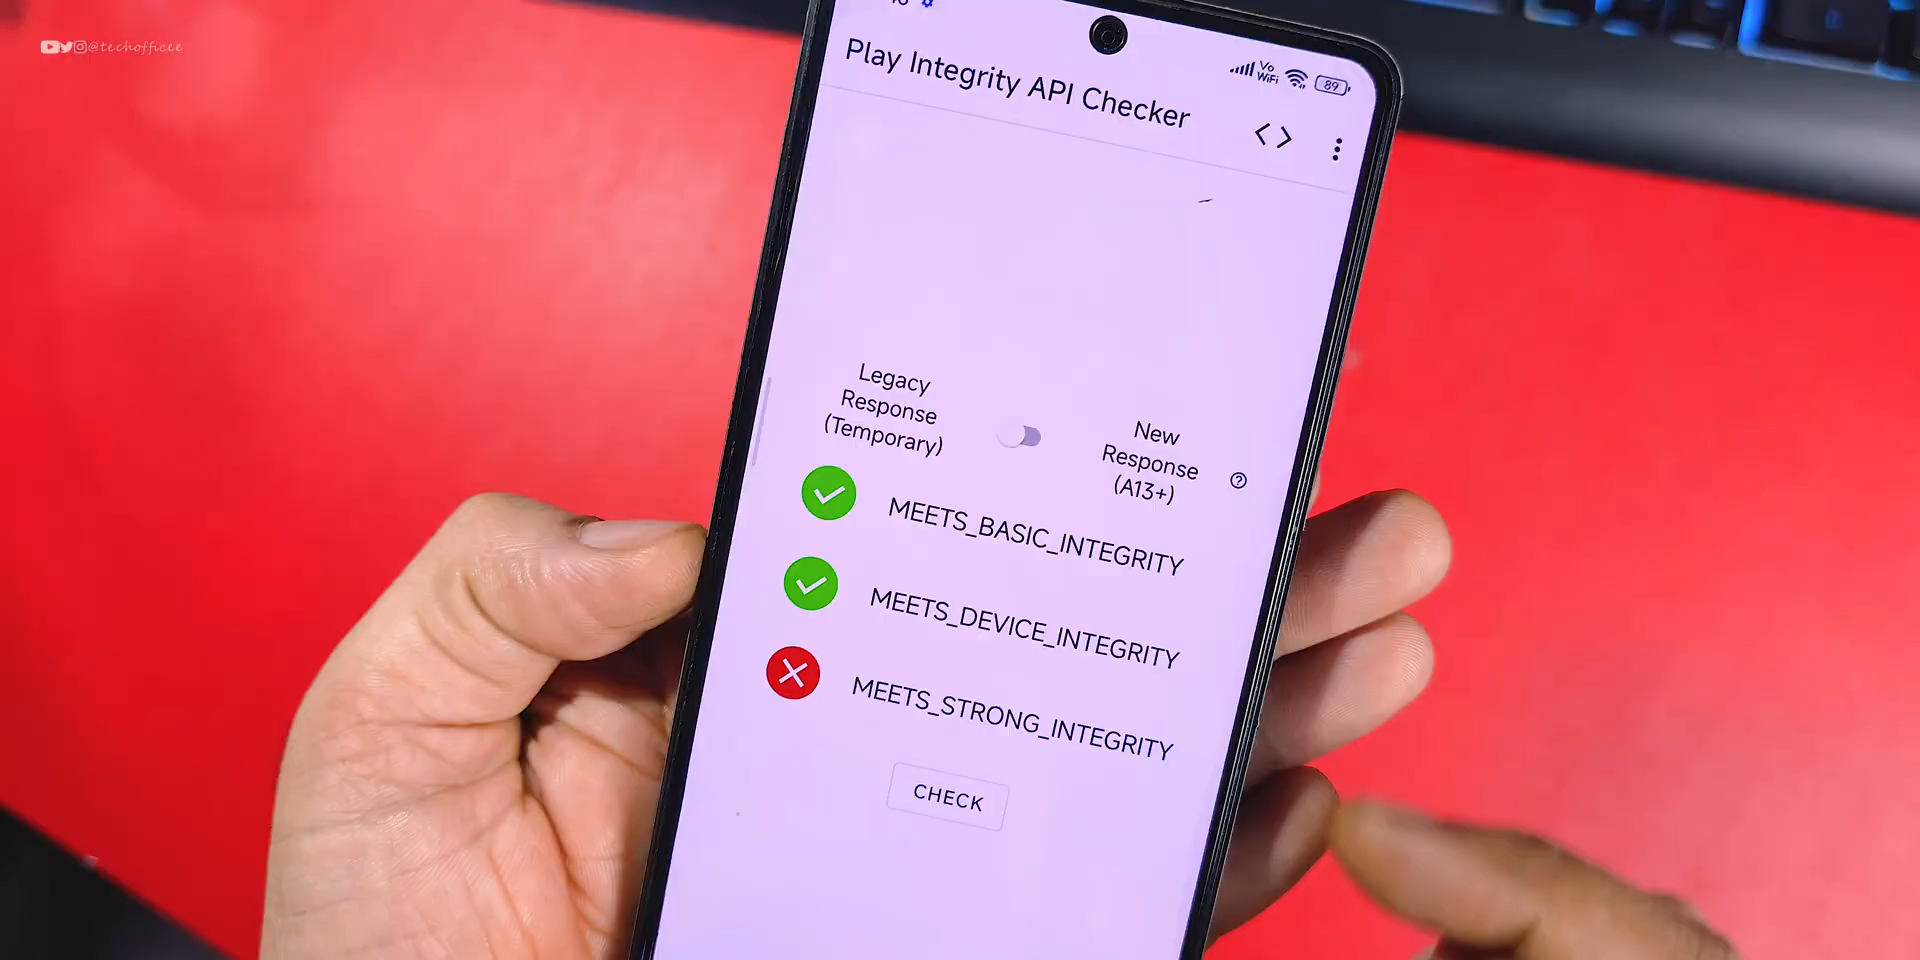 @techofficee
Vo
WiFi
89
Play Integrity API Checker
Legacy
Response
(Temporary)
New
Response
(A13+)
MEETS_BASIC_INTEGRITY
MEETS_DEVICE_INTEGRITY
MEETS_STRONG_INTEGRITY
CHECK